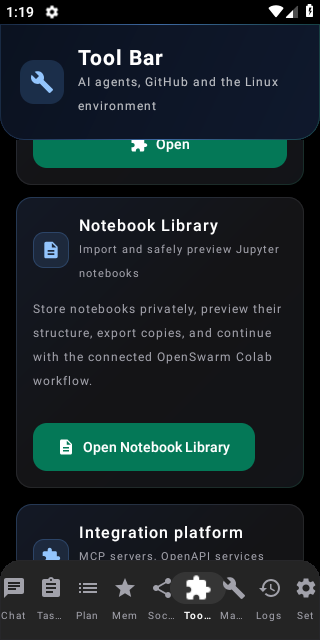 1:19
Tool Bar
AI agents, GitHub and the Linux
environment
Open
Notebook Library
Import and safely preview Jupyter
notebooks
Store notebooks privately, preview their
structure, export copies, and continue
with the connected OpenSwarm Colab
workflow.
Open Notebook Library
Integration platform
MCP servers, OpenAPI services
Chat Tas... Plan Mem Soc... Too... Ma... Logs Set